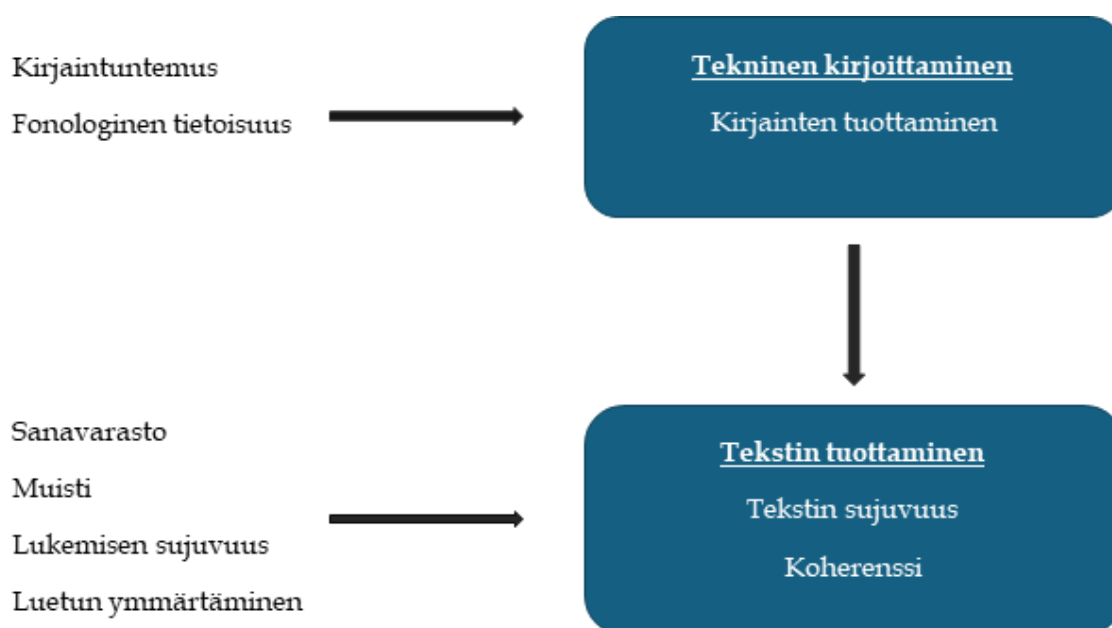 Kirjaintuntemus
Fonologinen tietoisuus
Tekninen kirjoittaminen
Kirjainten tuottaminen
Sanavarasto
Muisti
Lukemisen sujuvuus
Luetun ymmärtäminen
Tekstin tuottaminen
Tekstin sujuvuus
Koherenssi